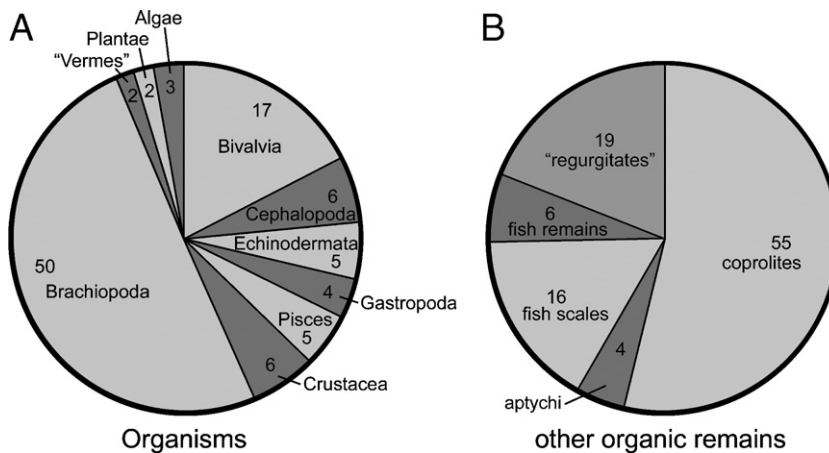 A
Algae
Plantae
“Vermes”
2
2
3
17
Bivalvia
6
Cephalopoda
Echinodermata
5
4
Gastropoda
Pisces
5
6
Crustacea
50
Brachiopoda
Organisms
B
19
“regurgitates”
6
fish remains
55
coprolites
16
fish scales
4
aptychi
other organic remains